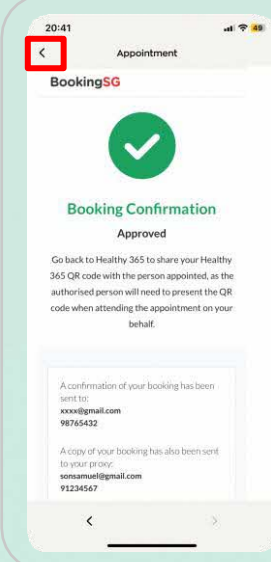 20:41
49
Appointment
BookingSG
Booking Confirmation
Approved
Go back to Healthy 365 to share your Healthy
365 QR code with the person appointed, as the
authorised person will need to present the QR
code when attending the appointment on your
behalf.
A confirmation of your booking has been
sent to:
xxxx@gmail.com
98765432
A copy of your booking has also been sent
to your proxy:
sonsamuel@gmail.com
91234567